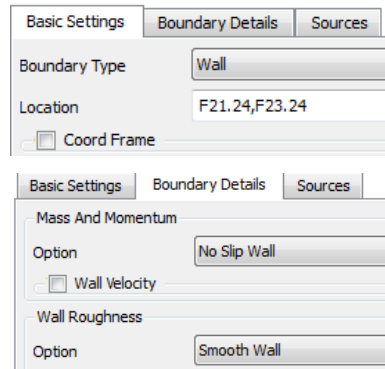 Basic Settings Boundary Details Sources
Boundary Type Wall
Location F21.24,F23.24
Coord Frame
Basic Settings Boundary Details Sources
Mass And Momentum
Option No Slip Wall
Wall Velocity
Wall Roughness
Option Smooth Wall